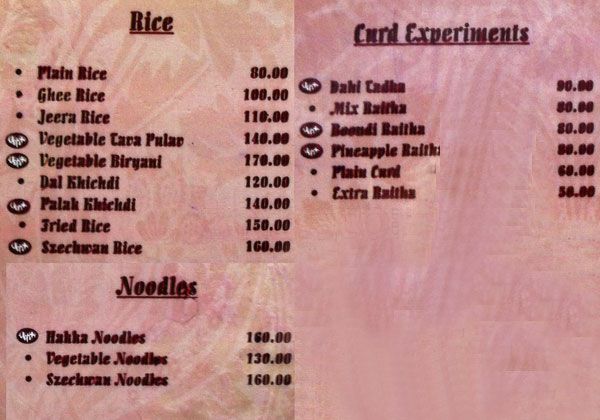 Rice
Plain Rice 80.00
Ghee Rice 100.00
Jeera Rice 110.00
Vegetable Tava Pulav 140.00
Vegetable Biryani 170.00
Dal Khichdi 120.00
Palak Khichdi 140.00
Fried Rice 150.00
Szechwan Rice 160.00
Noodles
Hakka Noodles 160.00
Vegetable Noodles 130.00
Szechwan Noodles 160.00
Curd Experiments
Dahi Tadka 90.00
Mix Raitha 80.00
Boondi Raitha 80.00
Pineapple Raitha 80.00
Plain Curd 60.00
Extra Raitha 50.00